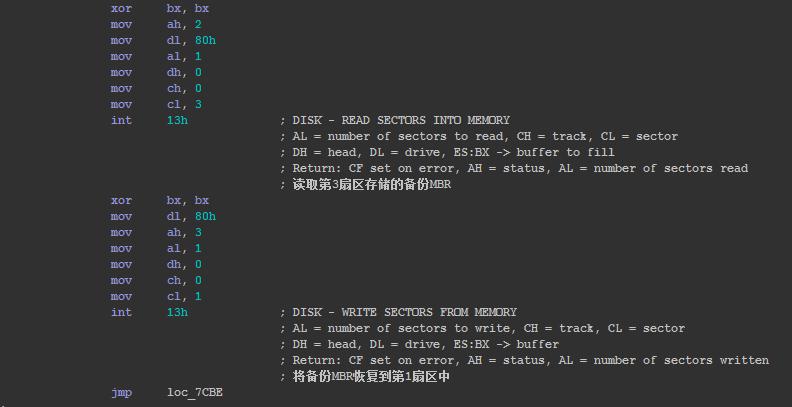 xor bx, bx
mov ah, 2
mov dl, 80h
mov al, 1
mov dh, 0
mov ch, 0
mov cl, 3
int 13h ; DISK - READ SECTORS INTO MEMORY
; AL = number of sectors to read, CH = track, CL = sector
; DH = head, DL = drive, ES:BX -> buffer to fill
; Return: CF set on error, AH = status, AL = number of sectors read
; 读取第3扇区存储的备份MBR
xor bx, bx
mov dl, 80h
mov ah, 3
mov al, 1
mov dh, 0
mov ch, 0
mov cl, 1
int 13h ; DISK - WRITE SECTORS FROM MEMORY
; AL = number of sectors to write, CH = track, CL = sector
; DH = head, DL = drive, ES:BX -> buffer
; Return: CF set on error, AH = status, AL = number of sectors written
; 将备份MBR恢复到第1扇区中
jmp loc_7CBE